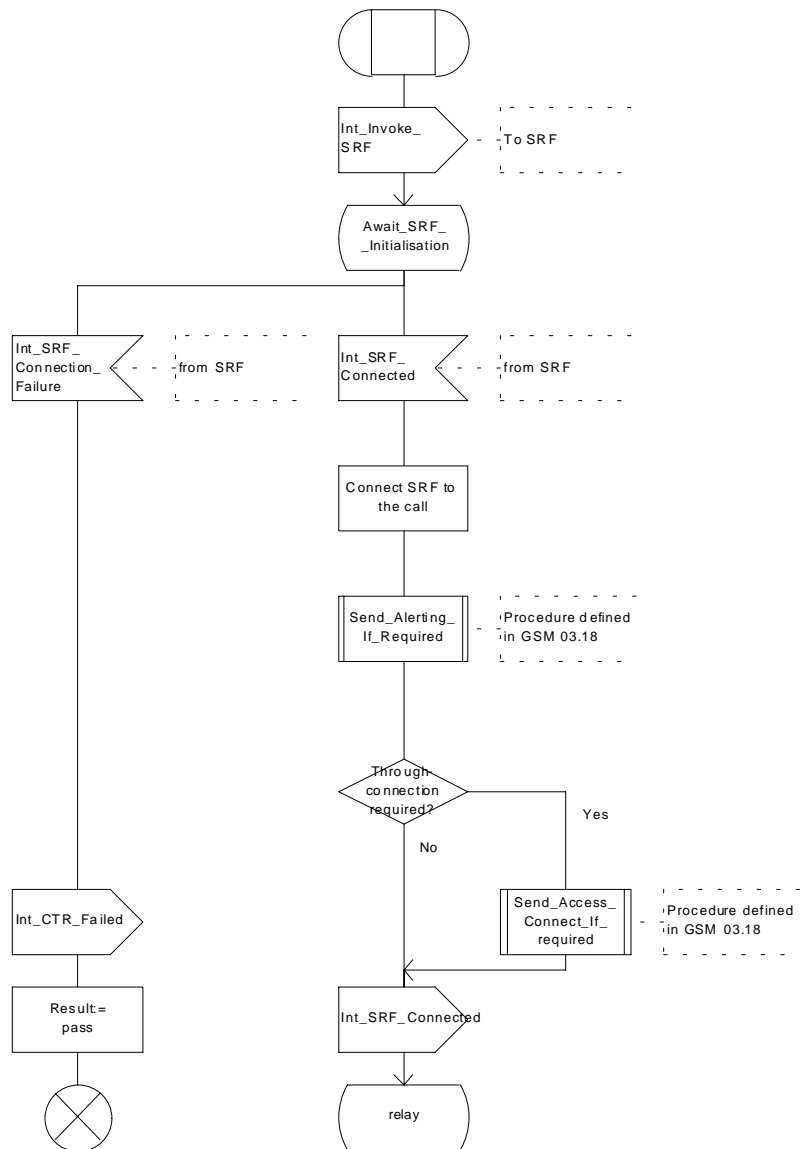 Int_Invoke_
SRF
To SRF
Await_SRF_
_Initialisation
Int_SRF_
Connection_
Failure
from SRF
Int_SRF_
Connected
from SRF
Connect SRF to
the call
Send_Alerting_
If_Required
Procedure defined
in GSM 03.18
Through-
connection
required?
Yes
No
Int_CTR_Failed
Send_Access_
Connect_If_
required
Procedure defined
in GSM 03.18
Result:=
pass
Int_SRF_Connected
relay